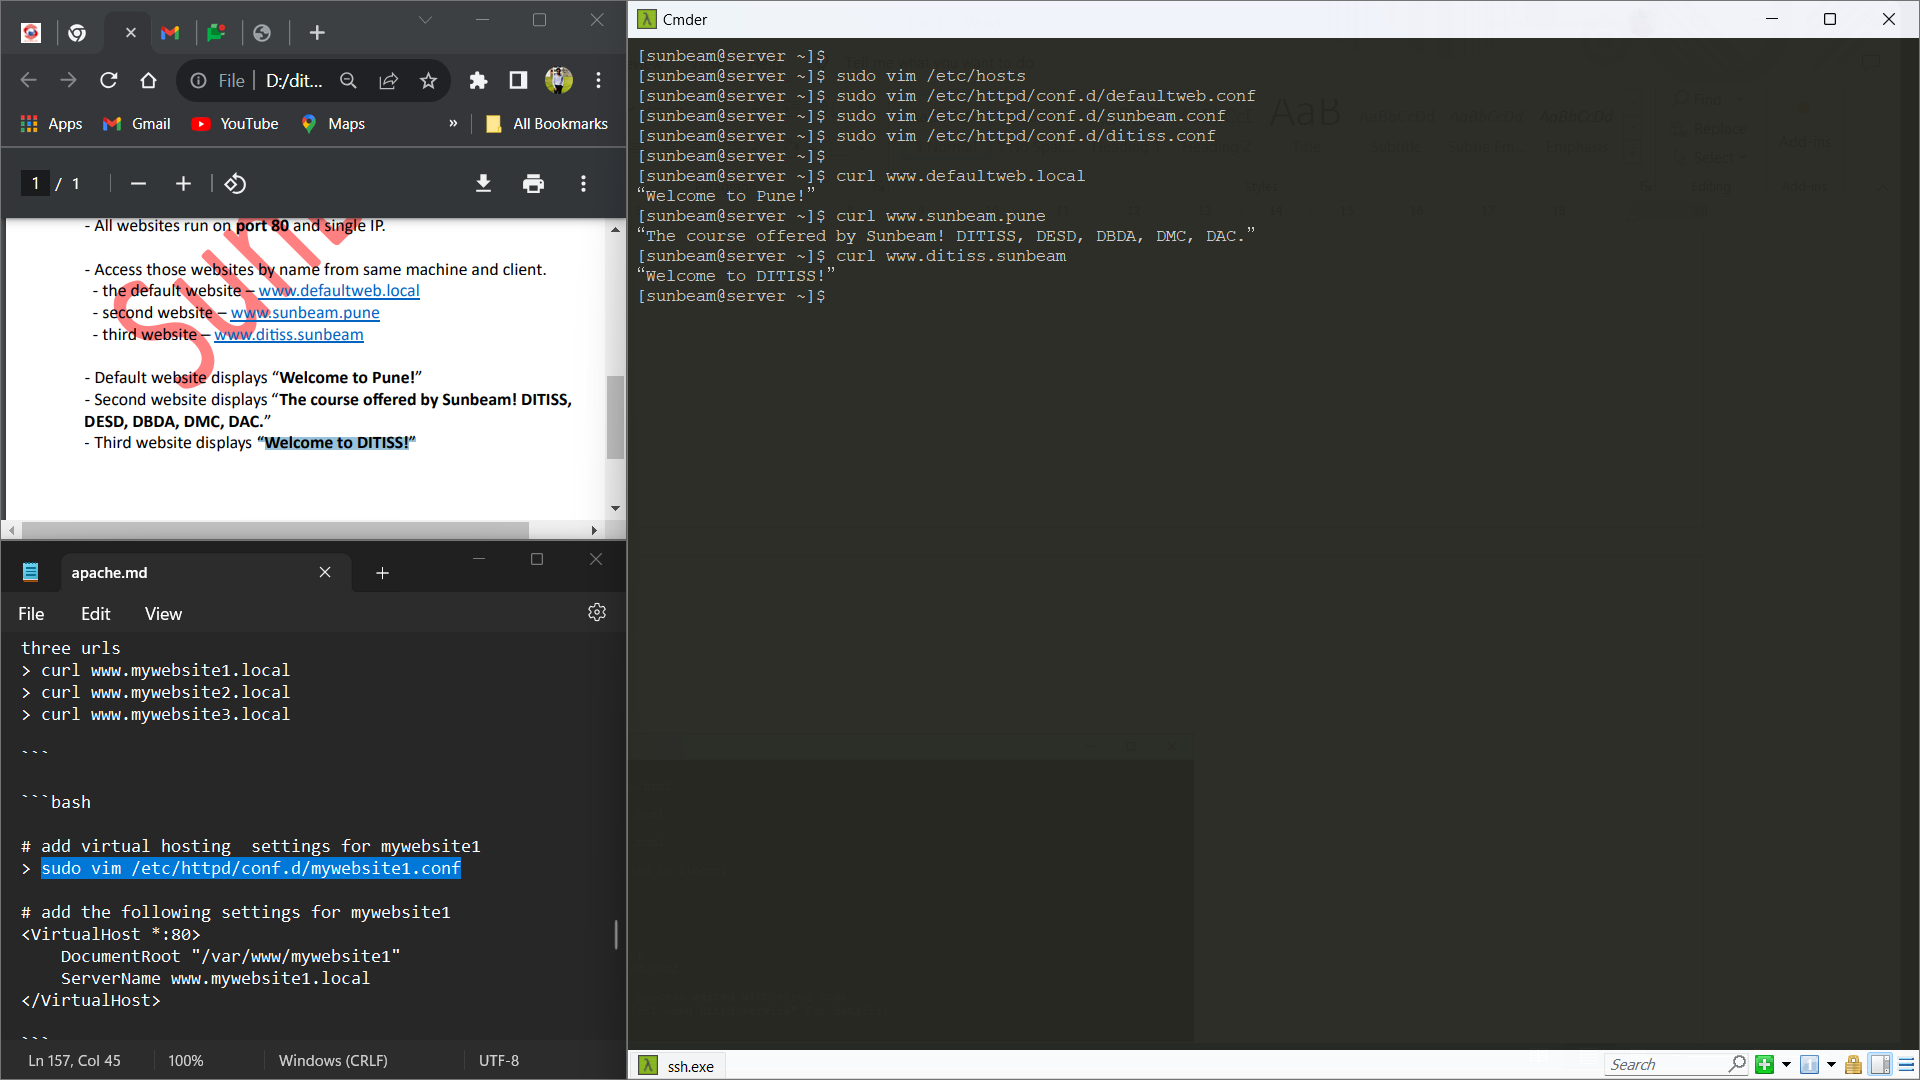 File
D:/dit...
Apps
Gmail
YouTube
Maps
»
All Bookmarks
1 / 1
- All websites run on port 80 and single IP.
- Access those websites by name from same machine and client.
- the default website – www.defaultweb.local
- second website – www.sunbeam.pune
- third website – www.ditiss.sunbeam
- Default website displays “Welcome to Pune!”
- Second website displays “The course offered by Sunbeam! DITISS,
DESD, DBDA, DMC, DAC.”
- Third website displays “Welcome to DITISS!”
apache.md
File Edit View
three urls
> curl www.mywebsite1.local
> curl www.mywebsite2.local
> curl www.mywebsite3.local
```
```bash
# add virtual hosting  settings for mywebsite1
> sudo vim /etc/httpd/conf.d/mywebsite1.conf
# add the following settings for mywebsite1
<VirtualHost *:80>
DocumentRoot "/var/www/mywebsite1"
ServerName www.mywebsite1.local
</VirtualHost>
```
Ln 157, Col 45
100%
Windows (CRLF)
UTF-8
Cmder
[sunbeam@server ~]$
[sunbeam@server ~]$ sudo vim /etc/hosts
[sunbeam@server ~]$ sudo vim /etc/httpd/conf.d/defaultweb.conf
[sunbeam@server ~]$ sudo vim /etc/httpd/conf.d/sunbeam.conf
[sunbeam@server ~]$ sudo vim /etc/httpd/conf.d/ditiss.conf
[sunbeam@server ~]$
[sunbeam@server ~]$ curl www.defaultweb.local
“Welcome to Pune!”
[sunbeam@server ~]$ curl www.sunbeam.pune
“The course offered by Sunbeam! DITISS, DESD, DBDA, DMC, DAC.”
[sunbeam@server ~]$ curl www.ditiss.sunbeam
“Welcome to DITISS!”
[sunbeam@server ~]$
ssh.exe
Search